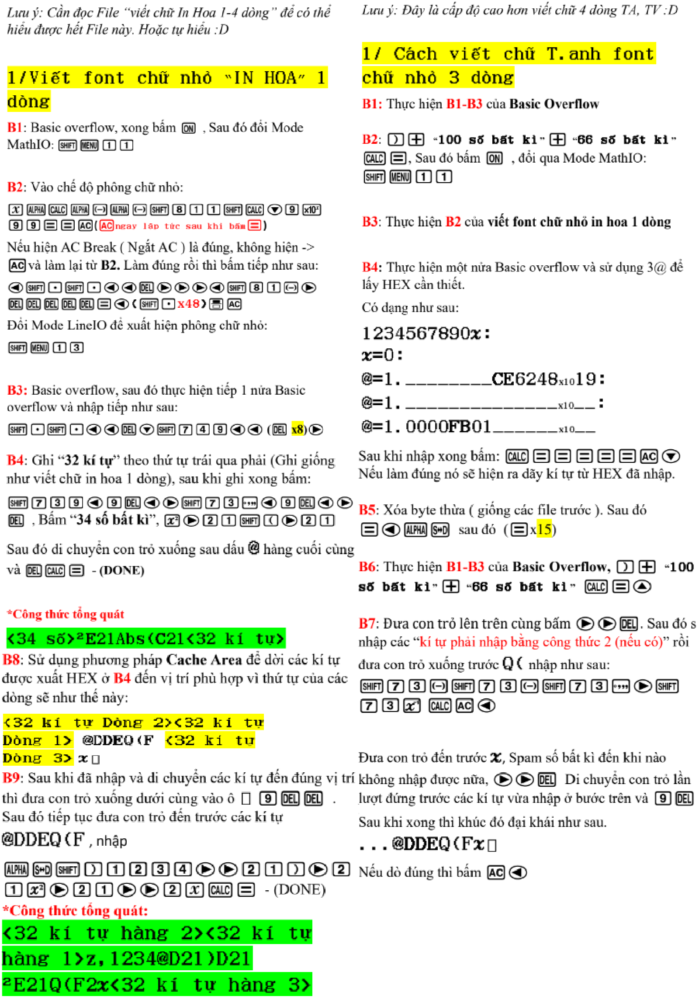 Lưu ý: Cần đọc File “viết chữ In Hoa 1-4 dòng” để có thể
hiểu được hết File này. Hoặc tự hiểu :D
1/Viết font chữ nhỏ “IN HOA” 1
dòng
B1: Basic overflow, xong bấm ON , Sau đó đổi Mode
MathIO: SHIFT MENU 1 1
B2: Vào chế độ phông chữ nhỏ:
x ALPHA CALC ALPHA (−) ALPHA (−) SHIFT 8 1 1 SHIFT CALC ▼ 9 x10ˣ
9 9 = = AC ( AC ngay lập tức sau khi bấm = )
Nếu hiện AC Break ( Ngắt AC ) là đúng, không hiện ->
AC và làm lại từ B2. Làm đúng rồi thì bấm tiếp như sau:
◀ SHIFT • SHIFT • ◀ ◀ DEL ▶ ▶ ▶ ◀ SHIFT 8 1 (−) ▶
DEL DEL DEL DEL DEL = ◀ ( SHIFT • x48) AC
Đổi Mode LineIO để xuất hiện phông chữ nhỏ:
SHIFT MENU 1 3
B3: Basic overflow, sau đó thực hiện tiếp 1 nửa Basic
overflow và nhập tiếp như sau:
SHIFT • SHIFT • ◀ ◀ DEL ▼ SHIFT 7 4 9 ◀ ◀ ( DEL x8) ▶
B4: Ghi “32 kí tự” theo thứ tự trái qua phải (Ghi giống
như viết chữ in hoa 1 dòng), sau khi ghi xong bấm:
SHIFT 7 3 9 ◀ 9 DEL ◀ ▶ SHIFT 7 3 °’’’ ◀ 9 DEL ◀ ▶
DEL , Bấm “34 số bất kì”, x² ▶ 2 1 SHIFT ( ▶ 2 1
Sau đó di chuyển con trỏ xuống sau dấu @ hàng cuối cùng
và DEL CALC = - (DONE)
*Công thức tổng quát
<34 số>²E21Abs(C21<32 kí tự>
B8: Sử dụng phương pháp Cache Area để dời các kí tự
được xuất HEX ở B4 đến vị trí phù hợp vì thứ tự của các
dòng sẽ như thế này:
<32 kí tự Dòng 2><32 kí tự
Dòng 1> @DDEQ(F <32 kí tự
Dòng 3> x □
B9: Sau khi đã nhập và di chuyển các kí tự đến đúng vị trí
thì đưa con trỏ xuống dưới cùng vào ô □ 9 DEL DEL .
Sau đó tiếp tục đưa con trỏ đến trước các kí tự
@DDEQ(F , nhập
ALPHA S⇔D SHIFT ) 1 2 3 4 ▶ ▶ 2 1 ) ▶ 2
1 x² ▶ 2 1 ▶ ▶ 2 x CALC = - (DONE)
*Công thức tổng quát:
<32 kí tự hàng 2><32 kí tự
hàng 1>z,1234@D21)D21
²E21Q(F2x<32 kí tự hàng 3>
Lưu ý: Đây là cấp độ cao hơn viết chữ 4 dòng TA, TV :D
1/ Cách viết chữ T.anh font
chữ nhỏ 3 dòng
B1: Thực hiện B1-B3 của Basic Overflow
B2: ) + “100 số bất kì” + “66 số bất kì”
CALC =, Sau đó bấm ON , đổi qua Mode MathIO:
SHIFT MENU 1 1
B3: Thực hiện B2 của viết font chữ nhỏ in hoa 1 dòng
B4: Thực hiện một nửa Basic overflow và sử dụng 3@ để
lấy HEX cần thiết.
Có dạng như sau:
1234567890x:
x=0:
@=1.________CE6248x1019:
@=1.______________x10__:
@=1.0000FB01______x10__
Sau khi nhập xong bấm: CALC = = = = = AC ▼
Nếu làm đúng nó sẽ hiện ra dãy kí tự từ HEX đã nhập.
B5: Xóa byte thừa ( giống các file trước ). Sau đó
= ◀ ALPHA S⇔D sau đó ( = x15)
B6: Thực hiện B1-B3 của Basic Overflow, ) + “100
số bất kì” + “66 số bất kì” CALC = ▲
B7: Đưa con trỏ lên trên cùng bấm ▶ ▶ DEL. Sau đó s
nhập các “kí tự phải nhập bằng công thức 2 (nếu có)” rồi
đưa con trỏ xuống trước Q( nhập như sau:
SHIFT 7 3 (−) SHIFT 7 3 (−) SHIFT 7 3 °’’’ ▶ SHIFT
7 3 x⁻¹ CALC AC ◀
Đưa con trỏ đến trước x, Spam số bất kì đến khi nào
không nhập được nữa, ▶ ▶ DEL Di chuyển con trỏ lần
lượt đứng trước các kí tự vừa nhập ở bước trên và 9 DEL
Sau khi xong thì khúc đó đại khái như sau.
...@DDEQ(Fx□
Nếu dò đúng thì bấm AC ◀